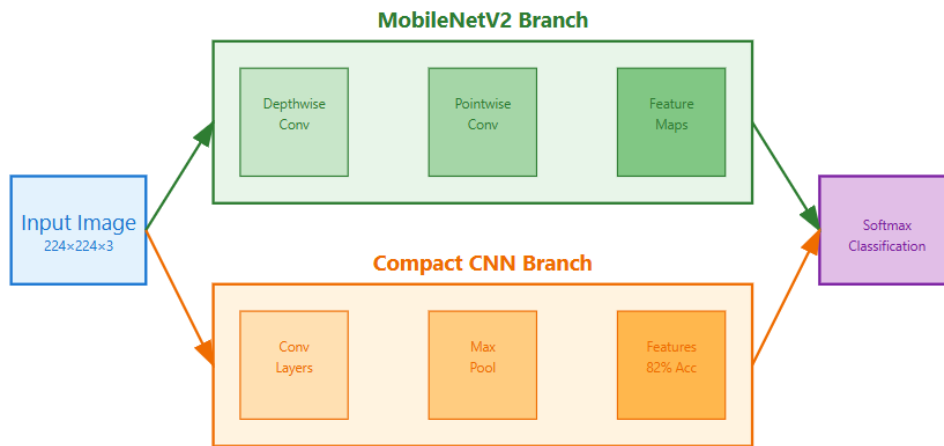 MobileNetV2 Branch
Depthwise
Conv
Pointwise
Conv
Feature
Maps
Input Image
224×224×3
Softmax
Classification
Compact CNN Branch
Conv
Layers
Max
Pool
Features
82% Acc